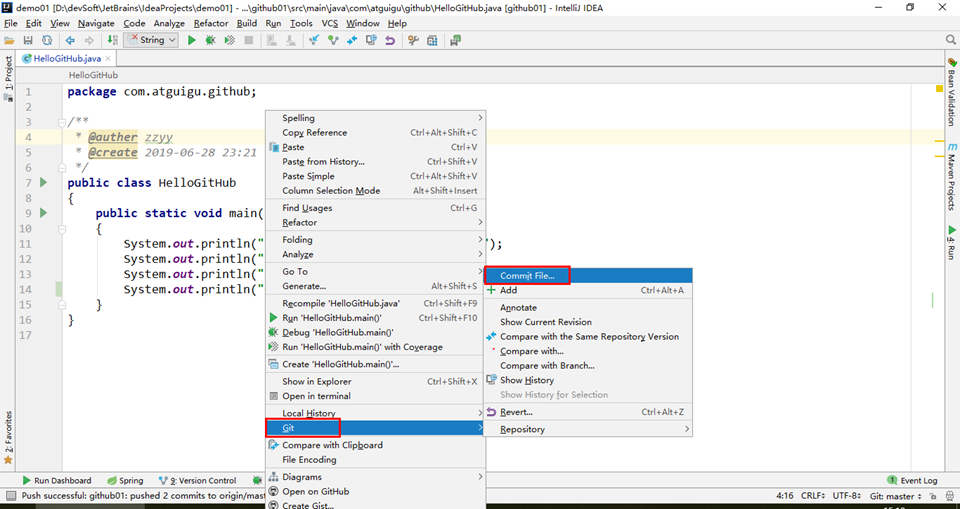 demo01 [D:\devSoft\JetBrains\IdeaProjects\demo01] - ...\github01\src\main\java\com\atguigu\github\HelloGitHub.java [github01] - IntelliJ IDEA
File Edit View Navigate Code Analyze Refactor Build Run Tools VCS Window Help
String
HelloGitHub.java
HelloGitHub
1: Project
2: Favorites
Bean Validation
Maven Projects
4: Run
1 package com.atguigu.github;
2
3 /**
4 * @auther zzyy
5 * @create 2019-06-28 23:21
6 */
7 public class HelloGitHub
8 {
9 public static void main(
10 {
11 System.out.println(" ");
12 System.out.println("
13 System.out.println("
14 System.out.println("
15 }
16 }
17
Spelling
Copy Reference Ctrl+Alt+Shift+C
Paste Ctrl+V
Paste from History... Ctrl+Shift+V
Paste Simple Ctrl+Alt+Shift+V
Column Selection Mode Alt+Shift+Insert
Find Usages Ctrl+G
Refactor
Folding
Analyze
Go To
Generate... Alt+Shift+S
Recompile 'HelloGitHub.java' Ctrl+Shift+F9
Run 'HelloGitHub.main()' Ctrl+Shift+F10
Debug 'HelloGitHub.main()'
Run 'HelloGitHub.main()' with Coverage
Create 'HelloGitHub.main()'...
Show in Explorer Ctrl+Shift+X
Open in terminal
Local History
Git
Compare with Clipboard
File Encoding
Diagrams
Open on GitHub
Create Gist...
Commit File...
Add Ctrl+Alt+A
Annotate
Show Current Revision
Compare with the Same Repository Version
Compare with...
Compare with Branch...
Show History
Show History for Selection
Revert... Ctrl+Alt+Z
Repository
Run Dashboard Spring 9: Version Control 1 Event Log
Push successful: github01: pushed 2 commits to origin/mast
4:16 CRLF UTF-8 Git: master